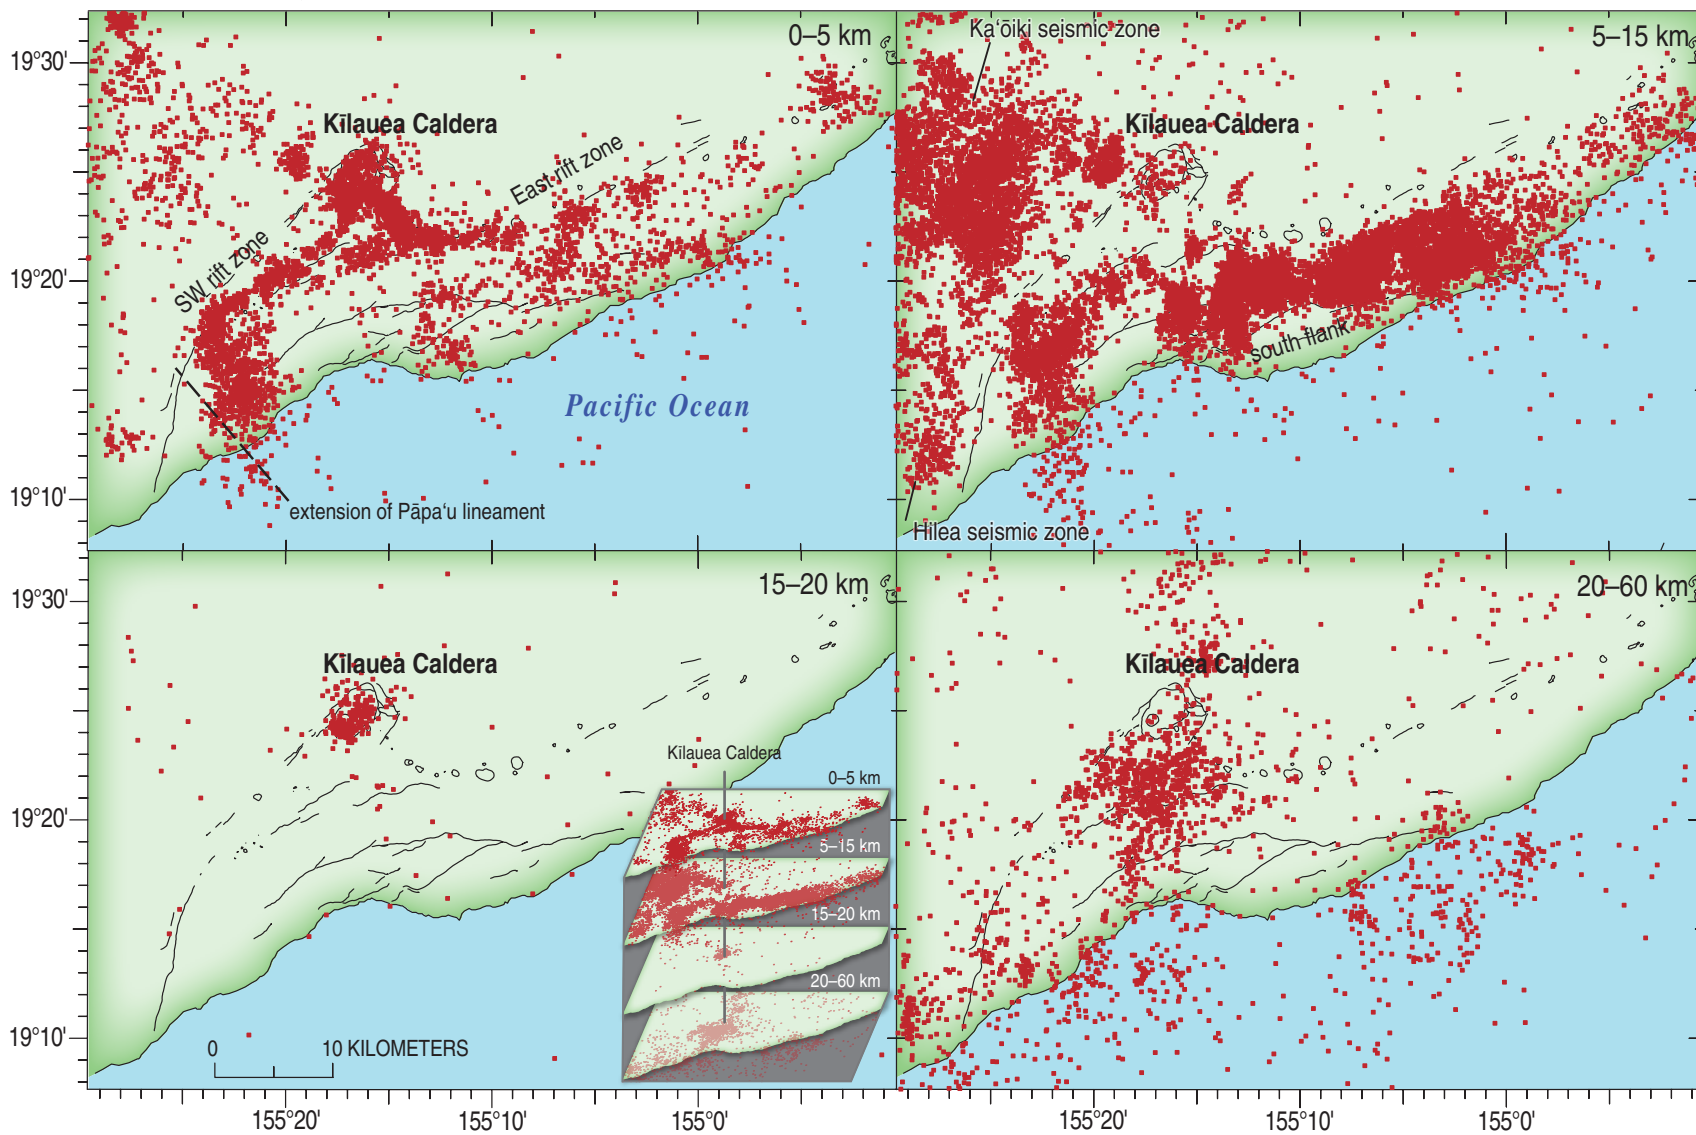 0–5 km
5–15 km
Ka‘ōiki seismic zone
19°30'
Kīlauea Caldera
Kīlauea Caldera
East rift zone
SW rift zone
19°20'
south flank
Pacific Ocean
19°10'
extension of Pāpa‘u lineament
Hilea seismic zone
15–20 km
20–60 km
19°30'
Kīlauea Caldera
Kīlauea Caldera
Kīlauea Caldera
0–5 km
19°20'
5–15 km
15–20 km
20–60 km
19°10'
0
10 KILOMETERS
155°20'
155°10'
155°0'
155°20'
155°10'
155°0'